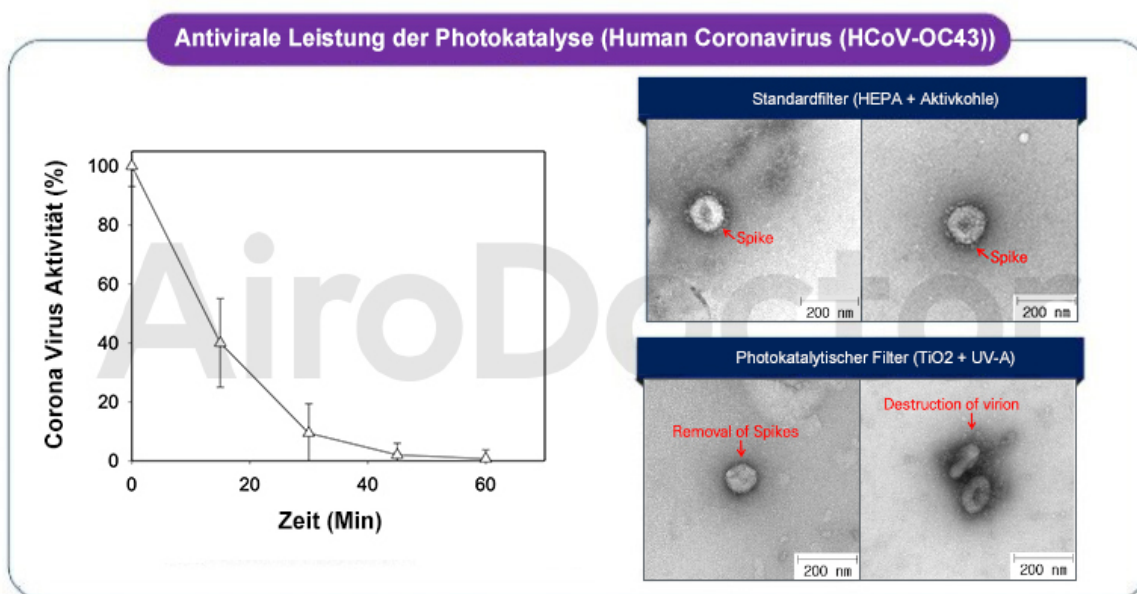 Antivirale Leistung der Photokatalyse (Human Coronavirus (HCoV-OC43))
Corona Virus Aktivität (%)
100
80
60
40
20
0
0
20
40
60
Zeit (Min)
AiroDoctor
Standardfilter (HEPA + Aktivkohle)
Spike
200 nm
Spike
200 nm
Photokatalytischer Filter (TiO2 + UV-A)
Removal of Spikes
200 nm
Destruction of virion
200 nm